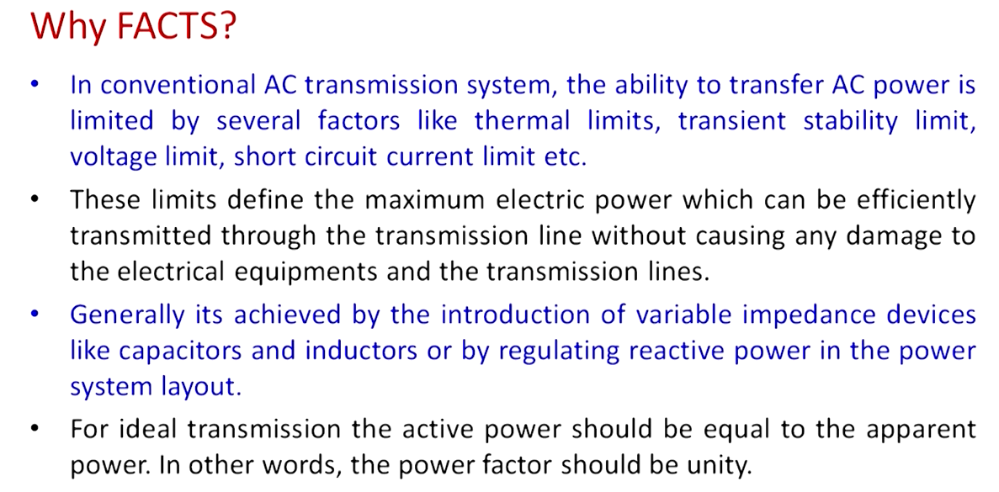 Why FACTS?
• In conventional AC transmission system, the ability to transfer AC power is
limited by several factors like thermal limits, transient stability limit,
voltage limit, short circuit current limit etc.
• These limits define the maximum electric power which can be efficiently
transmitted through the transmission line without causing any damage to
the electrical equipments and the transmission lines.
• Generally its achieved by the introduction of variable impedance devices
like capacitors and inductors or by regulating reactive power in the power
system layout.
• For ideal transmission the active power should be equal to the apparent
power. In other words, the power factor should be unity.